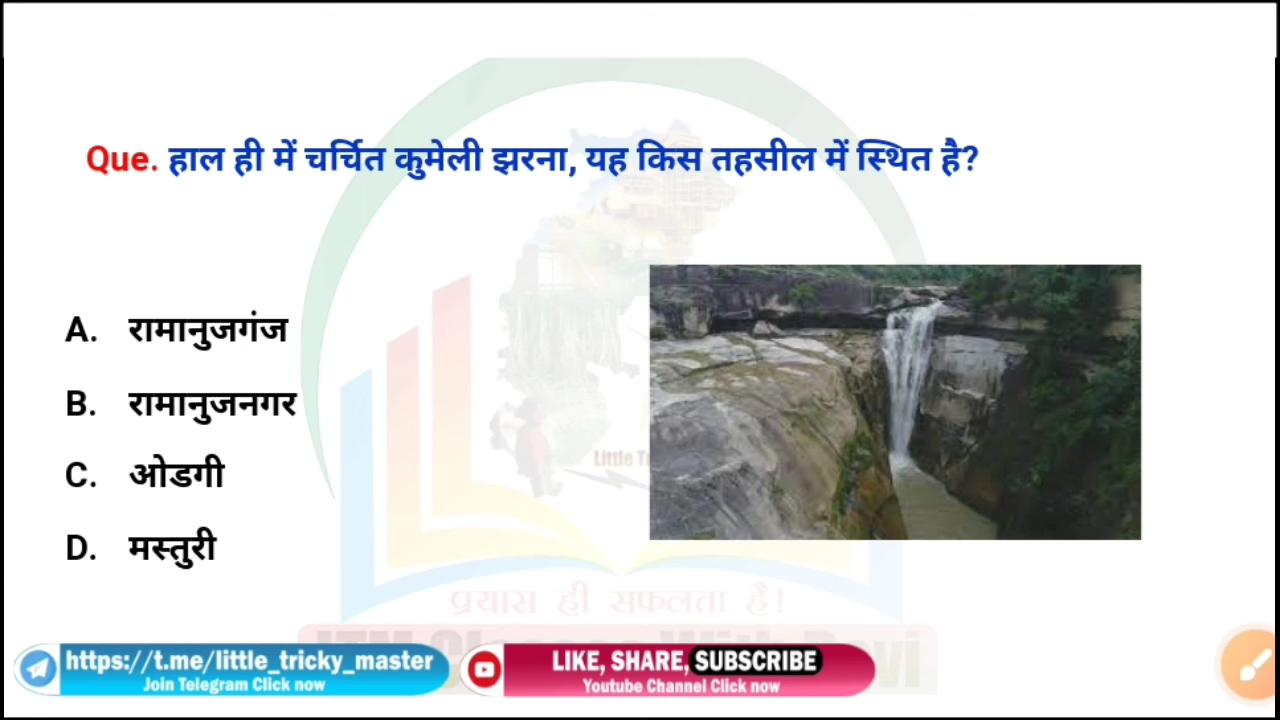 Que. हाल ही में चर्चित कुमेली झरना, यह किस तहसील में स्थित है?
A. रामानुजगंज
B. रामानुजनगर
C. ओडगी
D. मस्तुरी
Little
प्रयास ही सफलता है!
https://t.me/little_tricky_master
Join Telegram Click now
LIKE, SHARE, SUBSCRIBE
Youtube Channel Click now